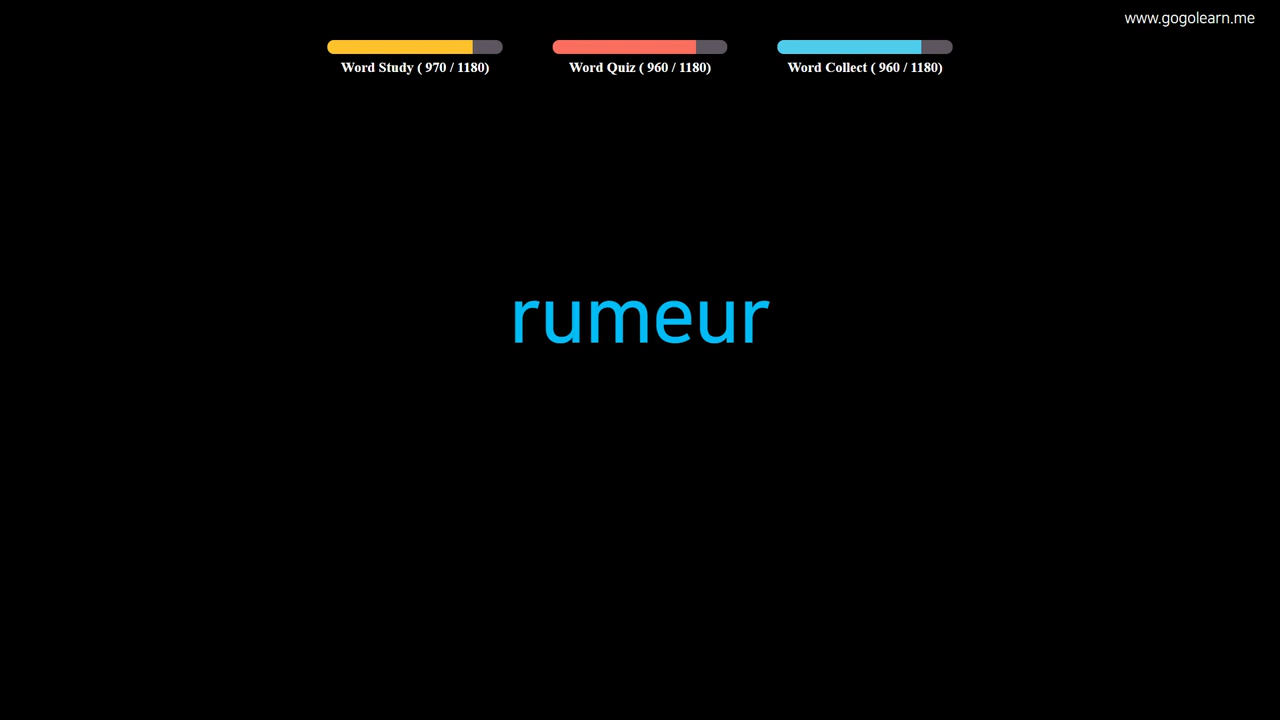 www.gogolearn.me
Word Study ( 970 / 1180)
Word Quiz ( 960 / 1180)
Word Collect ( 960 / 1180)
rumeur